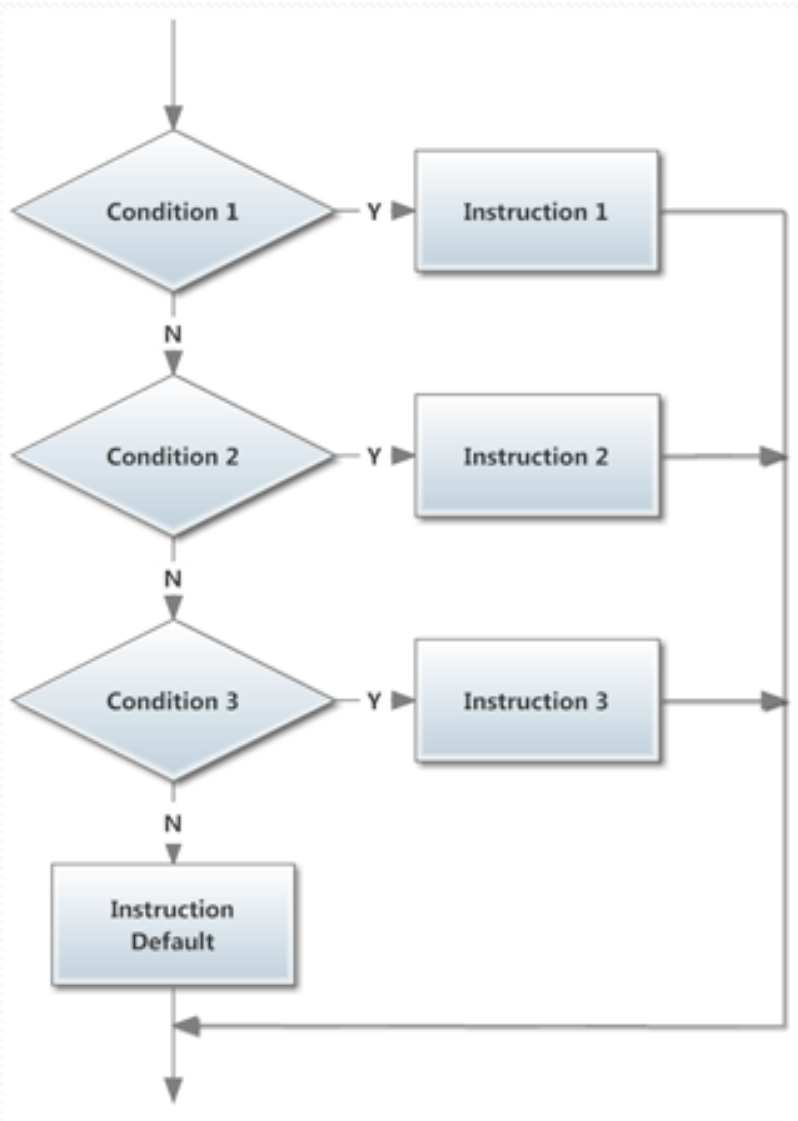 Condition 1
Y
Instruction 1
N
Condition 2
Y
Instruction 2
N
Condition 3
Y
Instruction 3
N
Instruction
Default